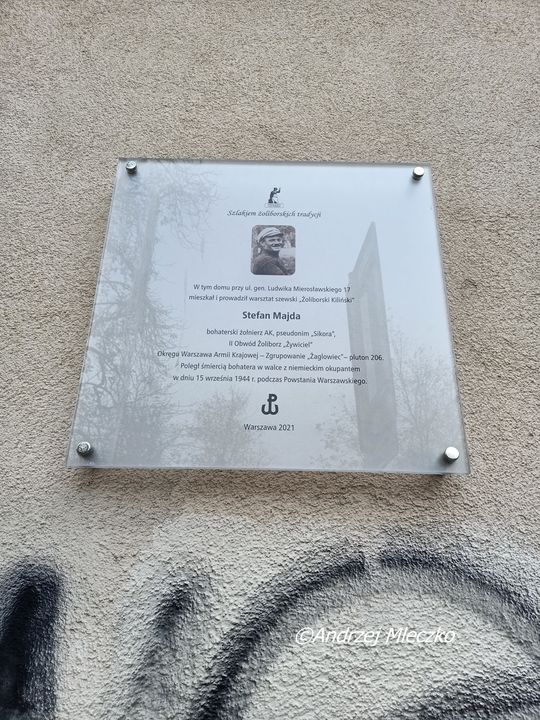 Szlakiem żoliborskich tradycji
W tym domu przy ul. gen. Ludwika Mierosławskiego 17
mieszkał i prowadził warsztat szewski „Żoliborski Kiliński”
Stefan Majda
bohaterski żołnierz AK, pseudonim „Sikora”,
II Obwód Żoliborz „Żywiciel”
Okręgu Warszawa Armii Krajowej – Zgrupowanie „Żaglowiec”– pluton 206.
Poległ śmiercią bohatera w walce z niemieckim okupantem
w dniu 15 września 1944 r. podczas Powstania Warszawskiego.
Warszawa 2021
©Andrzej Mleczko